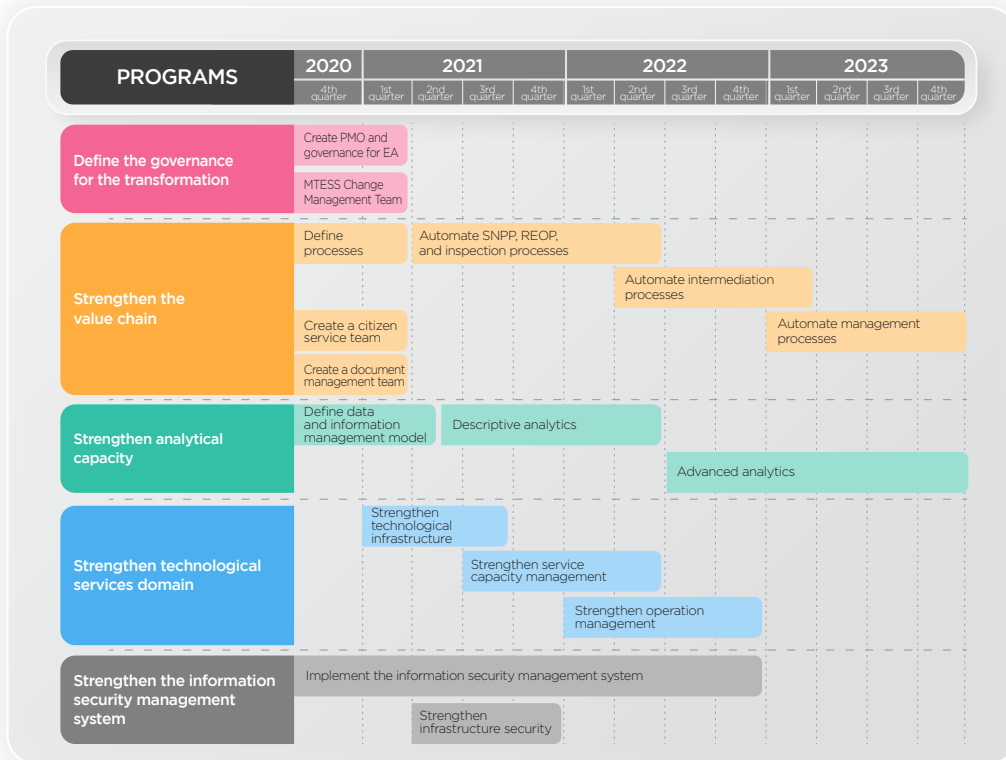 PROGRAMS
2020
2021
2022
2023
4th
quarter
1st
quarter
2nd
quarter
3rd
quarter
4th
quarter
1st
quarter
2nd
quarter
3rd
quarter
4th
quarter
1st
quarter
2nd
quarter
3rd
quarter
4th
quarter
Define the governance
for the transformation
Create PMO and
governance for EA
MTESS Change
Management Team
Strengthen the
value chain
Define
processes
Automate SNPP, REOP,
and inspection processes
Automate intermediation
processes
Create a citizen
service team
Automate management
processes
Create a document
management team
Strengthen analytical
capacity
Define data
and information
management model
Descriptive analytics
Advanced analytics
Strengthen technological
services domain
Strengthen
technological
infrastructure
Strengthen service
capacity management
Strengthen operation
management
Strengthen the information
security management
system
Implement the information security management system
Strengthen
infrastructure security